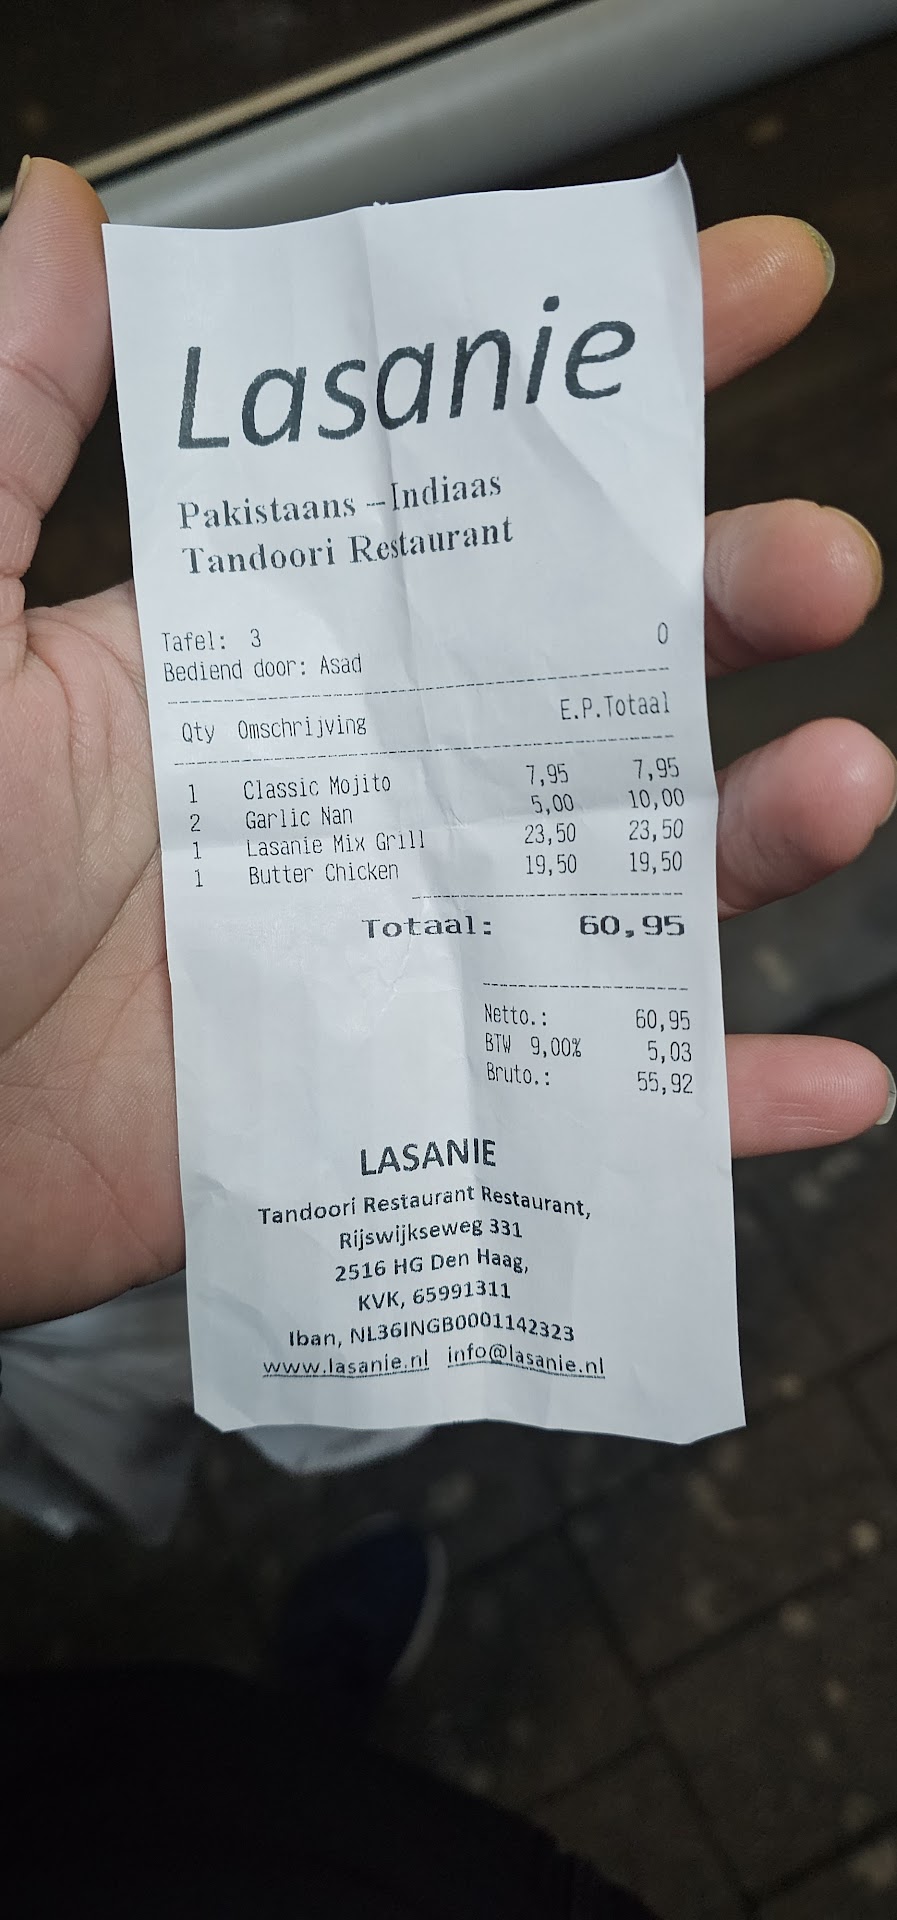 Lasanie
Pakistaans – Indiaas
Tandoori Restaurant
Tafel: 3 0
Bediend door: Asad
Qty Omschrijving E.P.Totaal
1 Classic Mojito 7,95 7,95
2 Garlic Nan 5,00 10,00
1 Lasanie Mix Grill 23,50 23,50
1 Butter Chicken 19,50 19,50
Totaal: 60,95
Netto.: 60,95
BTW 9,00% 5,03
Bruto.: 55,92
LASANIE
Tandoori Restaurant Restaurant,
Rijswijkseweg 331
2516 HG Den Haag,
KVK, 65991311
Iban, NL36INGB0001142323
www.lasanie.nl info@lasanie.nl